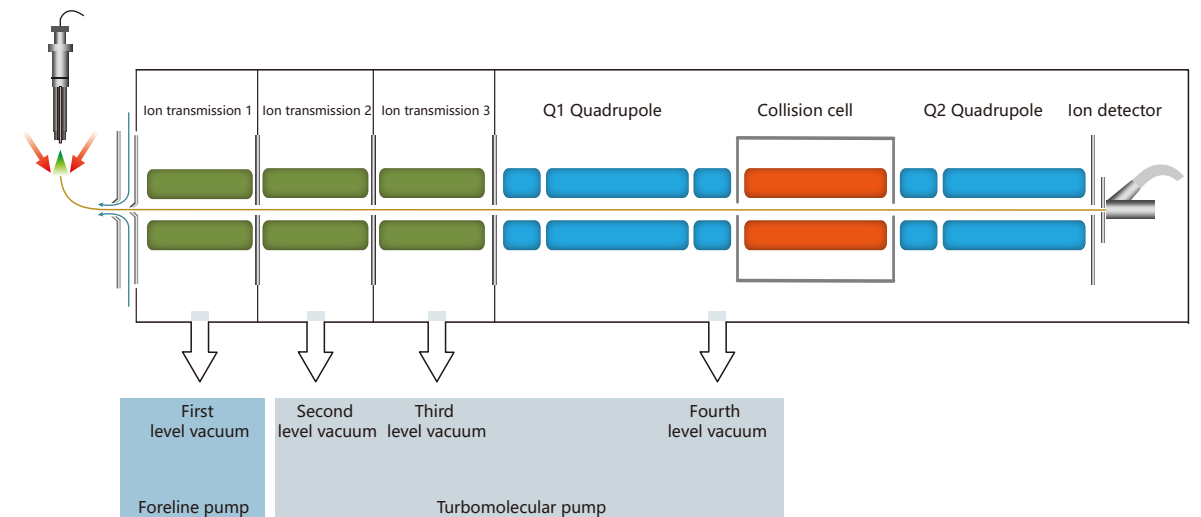 Ion transmission 1
Ion transmission 2
Ion transmission 3
Q1 Quadrupole
Collision cell
Q2 Quadrupole
Ion detector
First
level vacuum
Second
level vacuum
Third
level vacuum
Fourth
level vacuum
Foreline pump
Turbomolecular pump